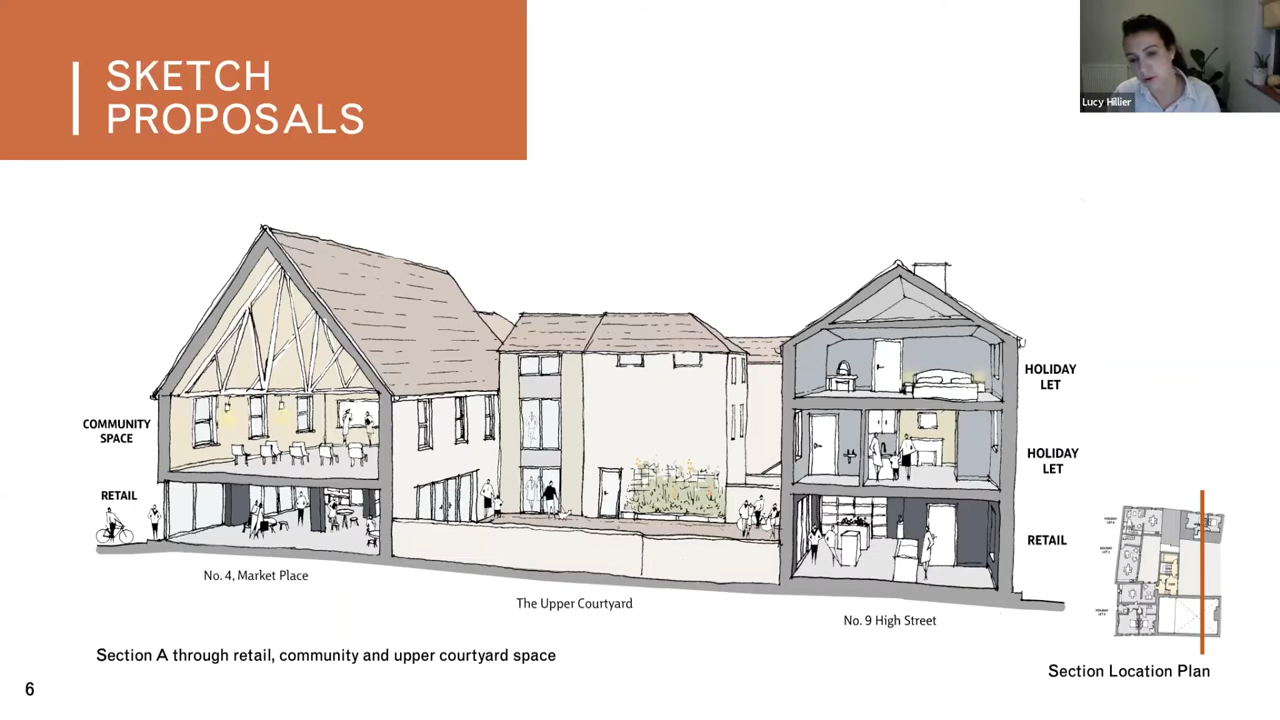 SKETCH
PROPOSALS
Lucy Hillier
COMMUNITY
SPACE
RETAIL
HOLIDAY
LET
HOLIDAY
LET
RETAIL
No. 4, Market Place
The Upper Courtyard
No. 9 High Street
Section A through retail, community and upper courtyard space
Section Location Plan
6